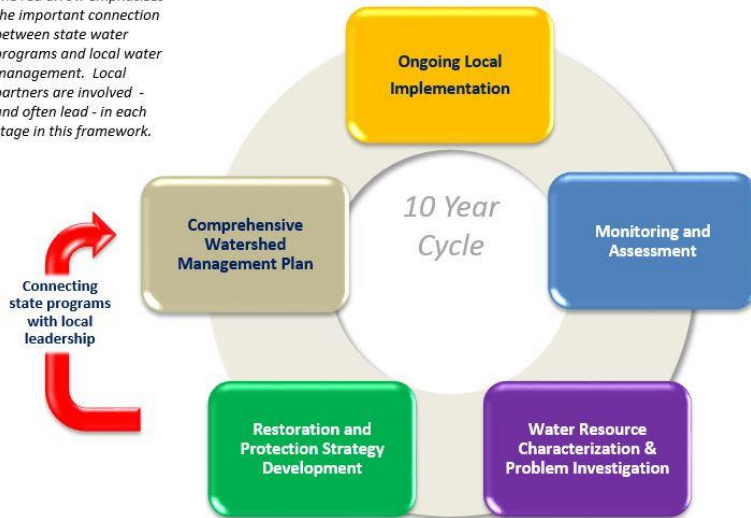 the important connection
between state water
programs and local water
management. Local
partners are involved -
and often lead - in each
stage in this framework.
Ongoing Local
Implementation
10 Year
Cycle
Comprehensive
Watershed
Management Plan
Monitoring and
Assessment
Connecting
state programs
with local
leadership
Restoration and
Protection Strategy
Development
Water Resource
Characterization &
Problem Investigation